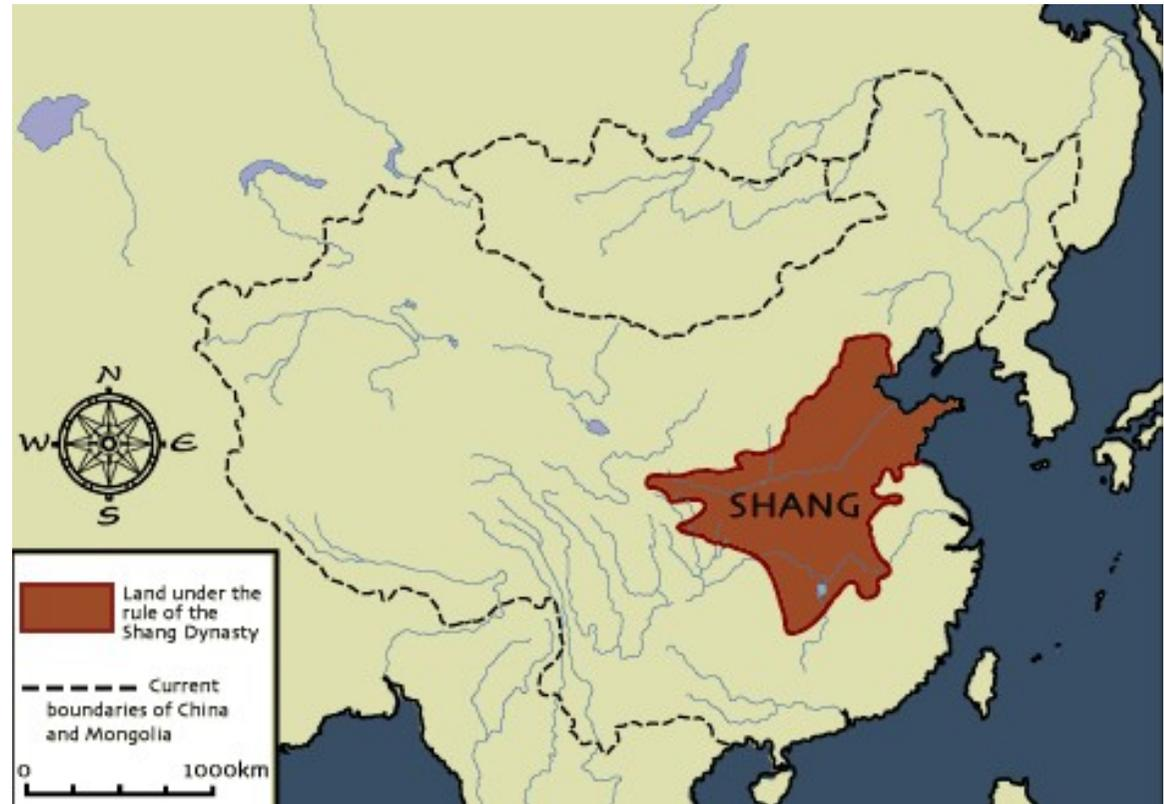 N
W E
S
SHANG
Land under the
rule of the
Shang Dynasty
Current
boundaries of China
and Mongolia
0 1000km